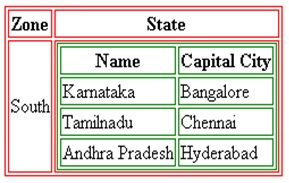 Zone State
Name Capital City
South
Karnataka Bangalore
Tamilnadu Chennai
Andhra Pradesh Hyderabad